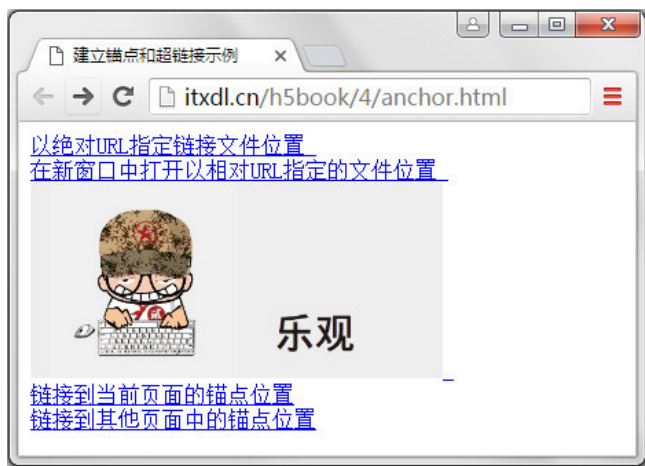 建立锚点和超链接示例
itxdl.cn/h5book/4/anchor.html
以绝对URL指定链接文件位置
在新窗口中打开以相对URL指定的文件位置
乐观
链接到当前页面的锚点位置
链接到其他页面中的锚点位置